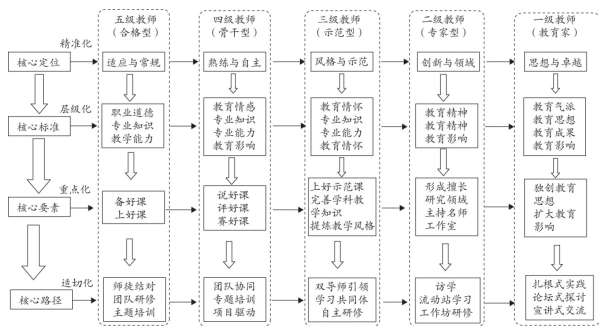 五级教师
(合格型)
四级教师
(骨干型)
三级教师
(示范型)
二级教师
(专家型)
一级教师
(教育家)
精准化
核心定位
适应与常规
熟练与自主
风格与示范
创新与领域
思想与卓越
层级化
核心标准
职业道德
专业知识
教学能力
教育情感
专业知识
专业能力
教育影响
教育情怀
专业知识
专业能力
教育情怀
教育精神
教育精神
教育影响
教育气派
教育思想
教育成果
教育影响
重点化
核心要素
备好课
上好课
说好课
评好课
赛好课
上好示范课
完善学科教
学知识
提炼教学风格
形成擅长
研究领域
主持名师
工作室
独创教育
思想
扩大教育
影响
适切化
核心路径
师徒结对
团队研修
主题培训
团队协同
专题培训
项目驱动
双导师引领
学习共同体
自主研修
访学
流动站学习
工作坊研修
扎根式实践
论坛式探讨
宣讲式交流